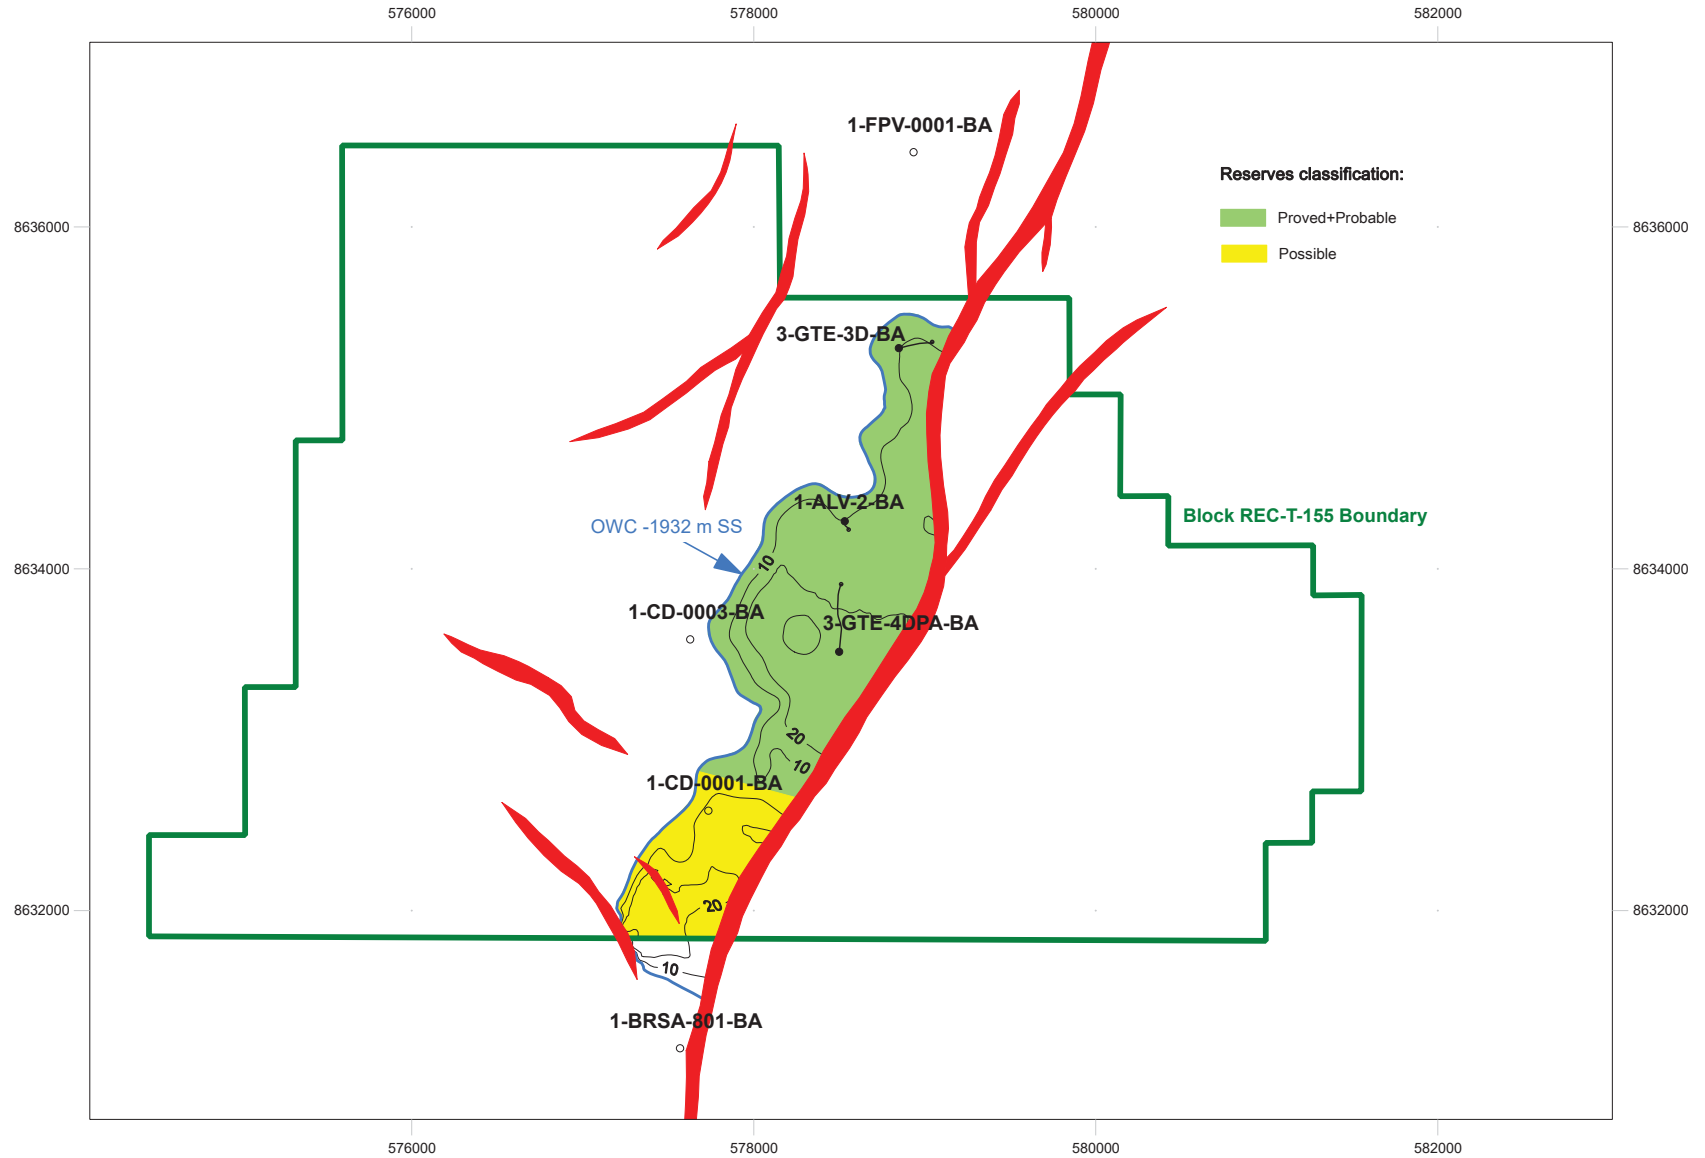 576000
578000
580000
582000
1-FPV-0001-BA
Reserves classification:
Proved+Probable
Possible
8636000
8636000
3-GTE-3D-BA
1-ALV-2-BA
OWC -1932 m SS
Block REC-T-155 Boundary
10
8634000
8634000
1-CD-0003-BA
3-GTE-4DPA-BA
20
10
1-CD-0001-BA
20
8632000
8632000
10
1-BRSA-801-BA
576000
578000
580000
582000